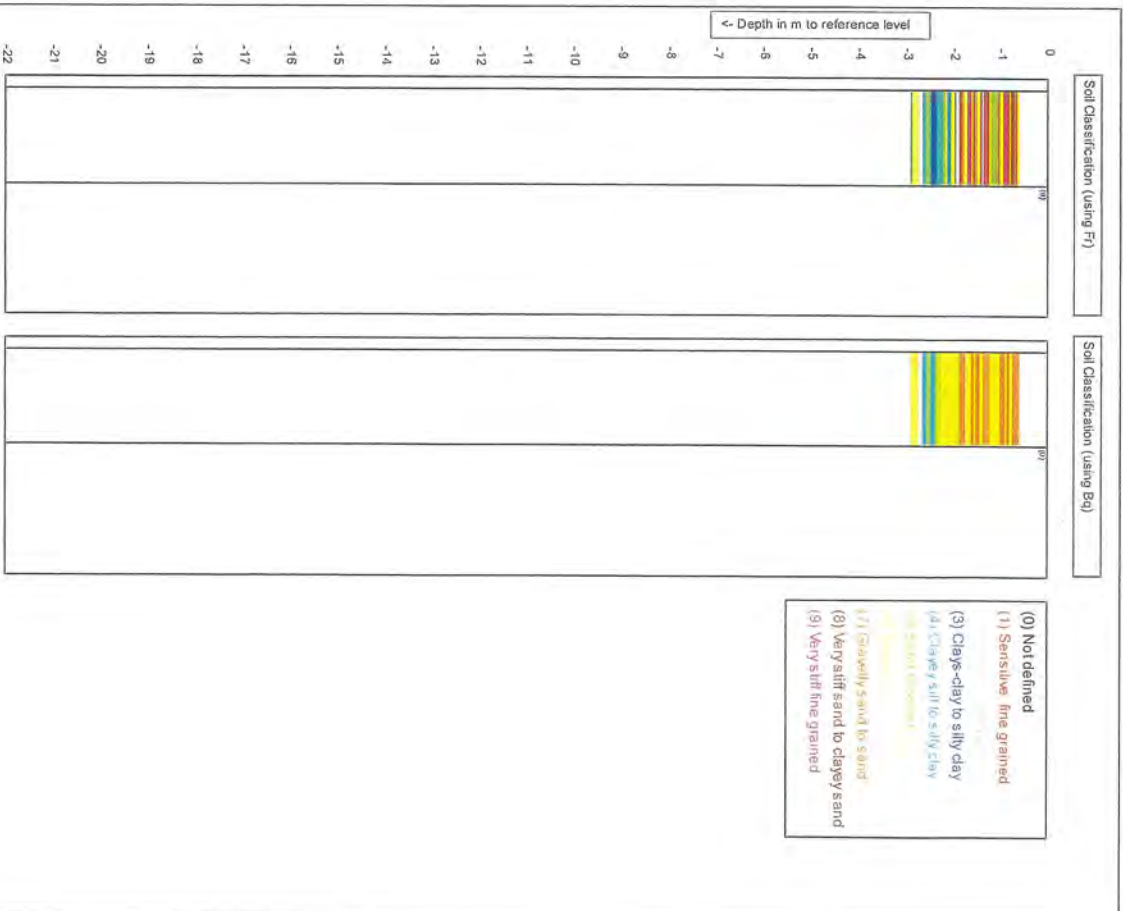 Soil Classification (using Fr)
Soil Classification (using Bq)
<- Depth in m to reference level
0
-1
-2
-3
-4
-5
-6
-7
-8
-9
-10
-11
-12
-13
-14
-15
-16
-17
-18
-19
-20
-21
-22
(0) Not defined
(1) Sensitive fine grained
(3) Clays-clay to silty clay
(4) Clayey silt to silty clay
(7) Gravelly sand to sand
(8) Very stiff sand to clayey sand
(9) Very stiff fine grained